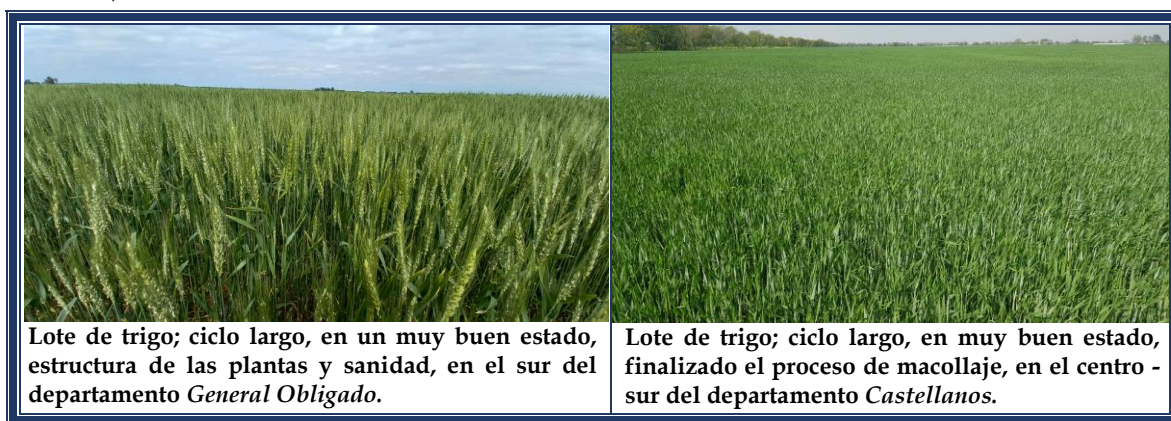 Lote de trigo; ciclo largo, en un muy buen estado,
estructura de las plantas y sanidad, en el sur del
departamento General Obligado.
Lote de trigo; ciclo largo, en muy buen estado,
finalizado el proceso de macollaje, en el centro -
sur del departamento Castellanos.